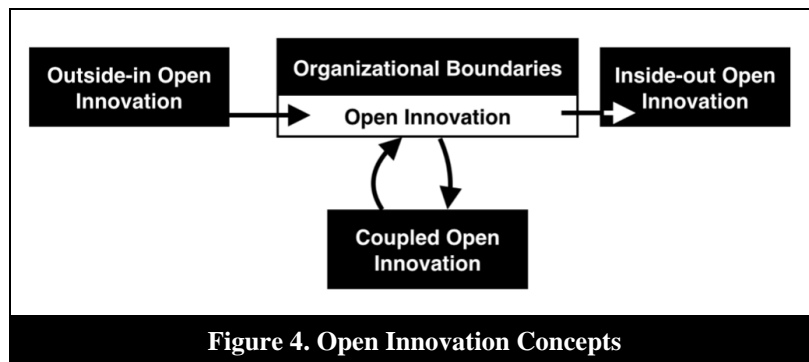 Outside-in Open
Innovation
Organizational Boundaries
Open Innovation
Inside-out Open
Innovation
Coupled Open
Innovation
Figure 4. Open Innovation Concepts